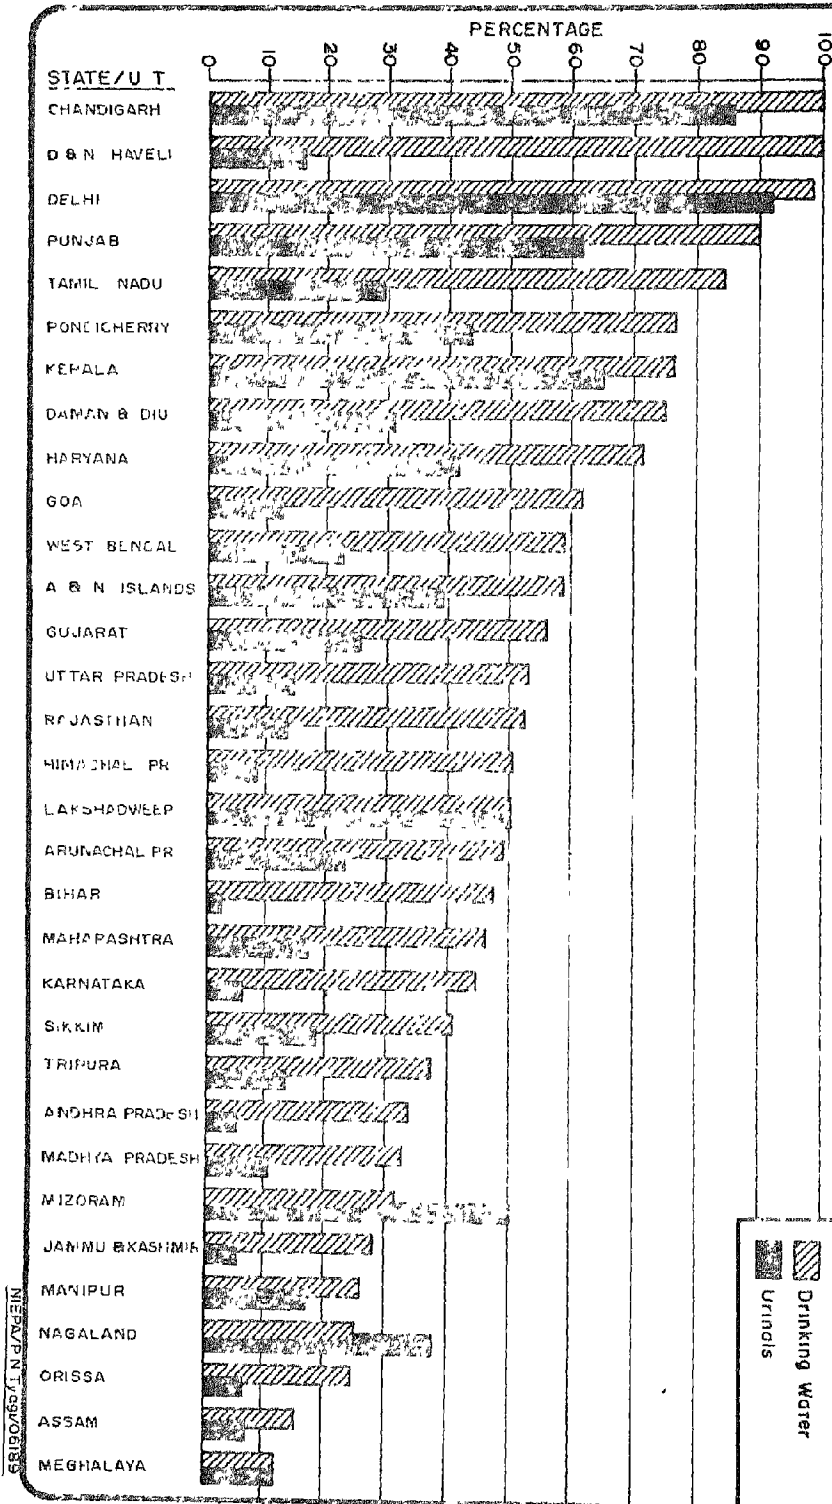 PERCENTAGE
0 10 20 30 40 50 60 70 80 90 100
STATE/U T
CHANDIGARH
D & N HAVELI
DELHI
PUNJAB
TAMIL NADU
PONDICHERRY
KERALA
DAMAN & DIU
HARYANA
GOA
WEST BENGAL
A & N ISLANDS
GUJARAT
UTTAR PRADESH
RAJASTHAN
HIMACHAL PR
LAKSHADWEEP
ARUNACHAL PR
BIHAR
MAHARASHTRA
KARNATAKA
SIKKIM
TRIPURA
ANDHRA PRADESH
MADHYA PRADESH
MIZORAM
JAMMU & KASHMIR
MANIPUR
NAGALAND
ORISSA
ASSAM
MEGHALAYA
Drinking Water
Urinals
NIEPA/P N Tyagi/06189